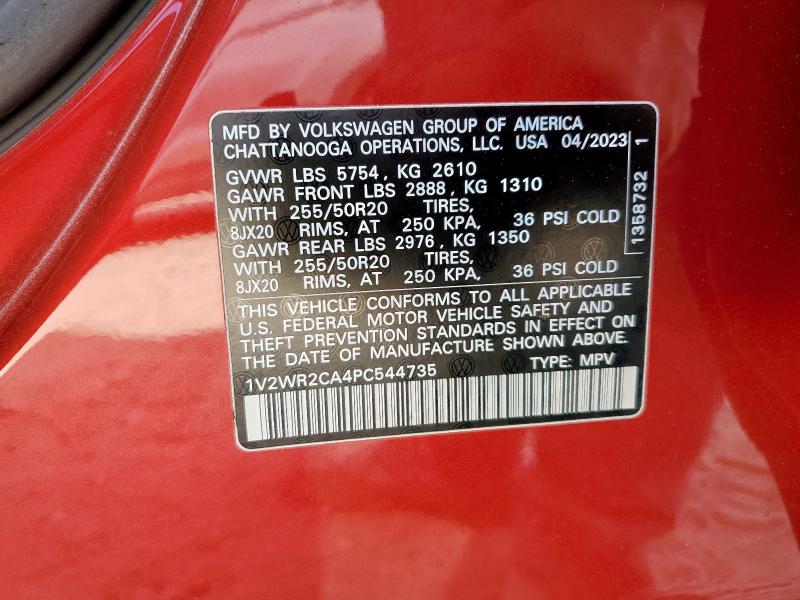 MFD BY VOLKSWAGEN GROUP OF AMERICA
CHATTANOOGA OPERATIONS, LLC. USA 04/2023
GVWR LBS 5754, KG 2610
GAWR FRONT LBS 2888, KG 1310
WITH 255/50R20 TIRES,
8JX20 RIMS, AT 250 KPA, 36 PSI COLD
GAWR REAR LBS 2976, KG 1350
WITH 255/50R20 TIRES,
8JX20 RIMS, AT 250 KPA, 36 PSI COLD
THIS VEHICLE CONFORMS TO ALL APPLICABLE
U.S. FEDERAL MOTOR VEHICLE SAFETY AND
THEFT PREVENTION STANDARDS IN EFFECT ON
THE DATE OF MANUFACTURE SHOWN ABOVE.
1V2WR2CA4PC544735 TYPE: MPV
1358732 1